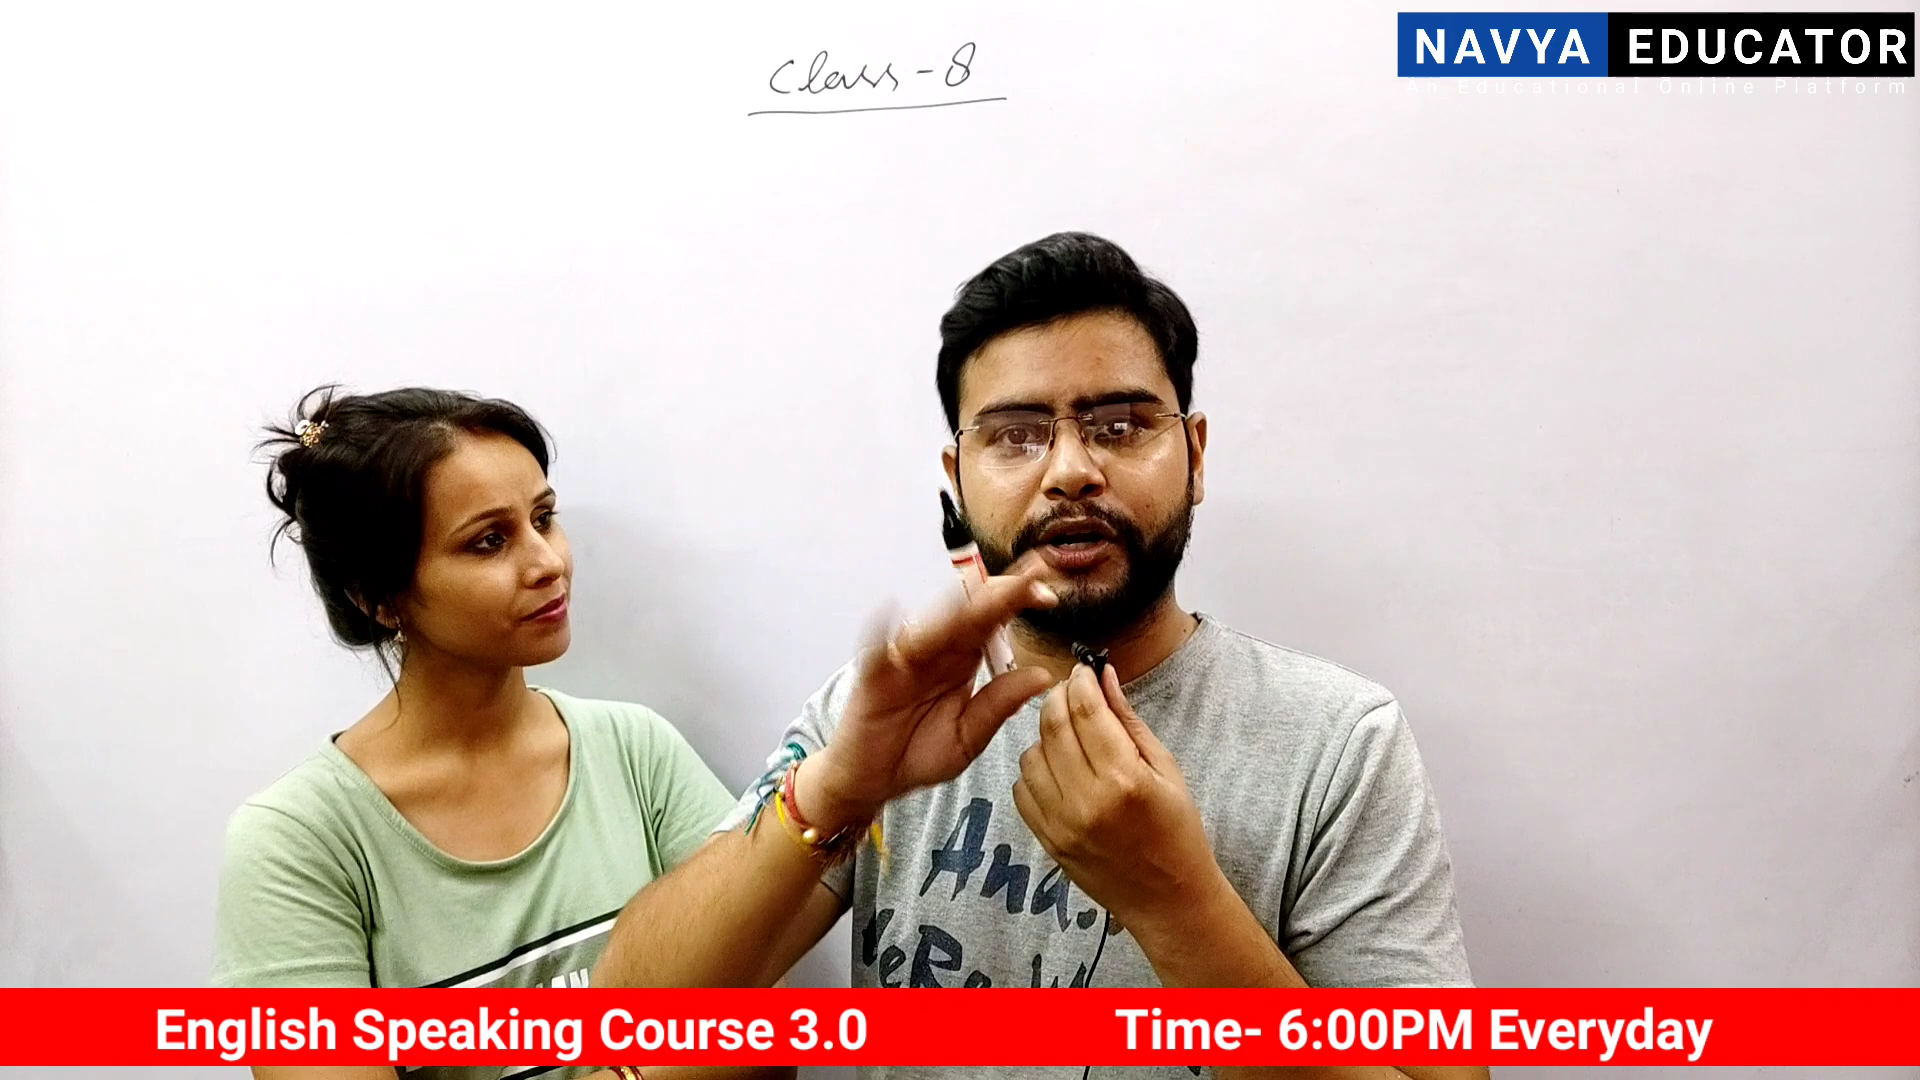 Class - 8
NAVYA EDUCATOR
An Educational Online Platform
English Speaking Course 3.0
Time- 6:00PM Everyday